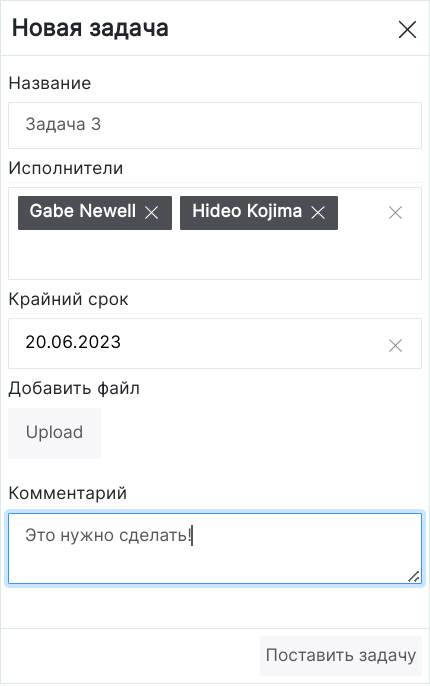 Новая задача
Название
Задача 3
Исполнители
Gabe Newell Hideo Kojima
Крайний срок
20.06.2023
Добавить файл
Upload
Комментарий
Это нужно сделать!
Поставить задачу